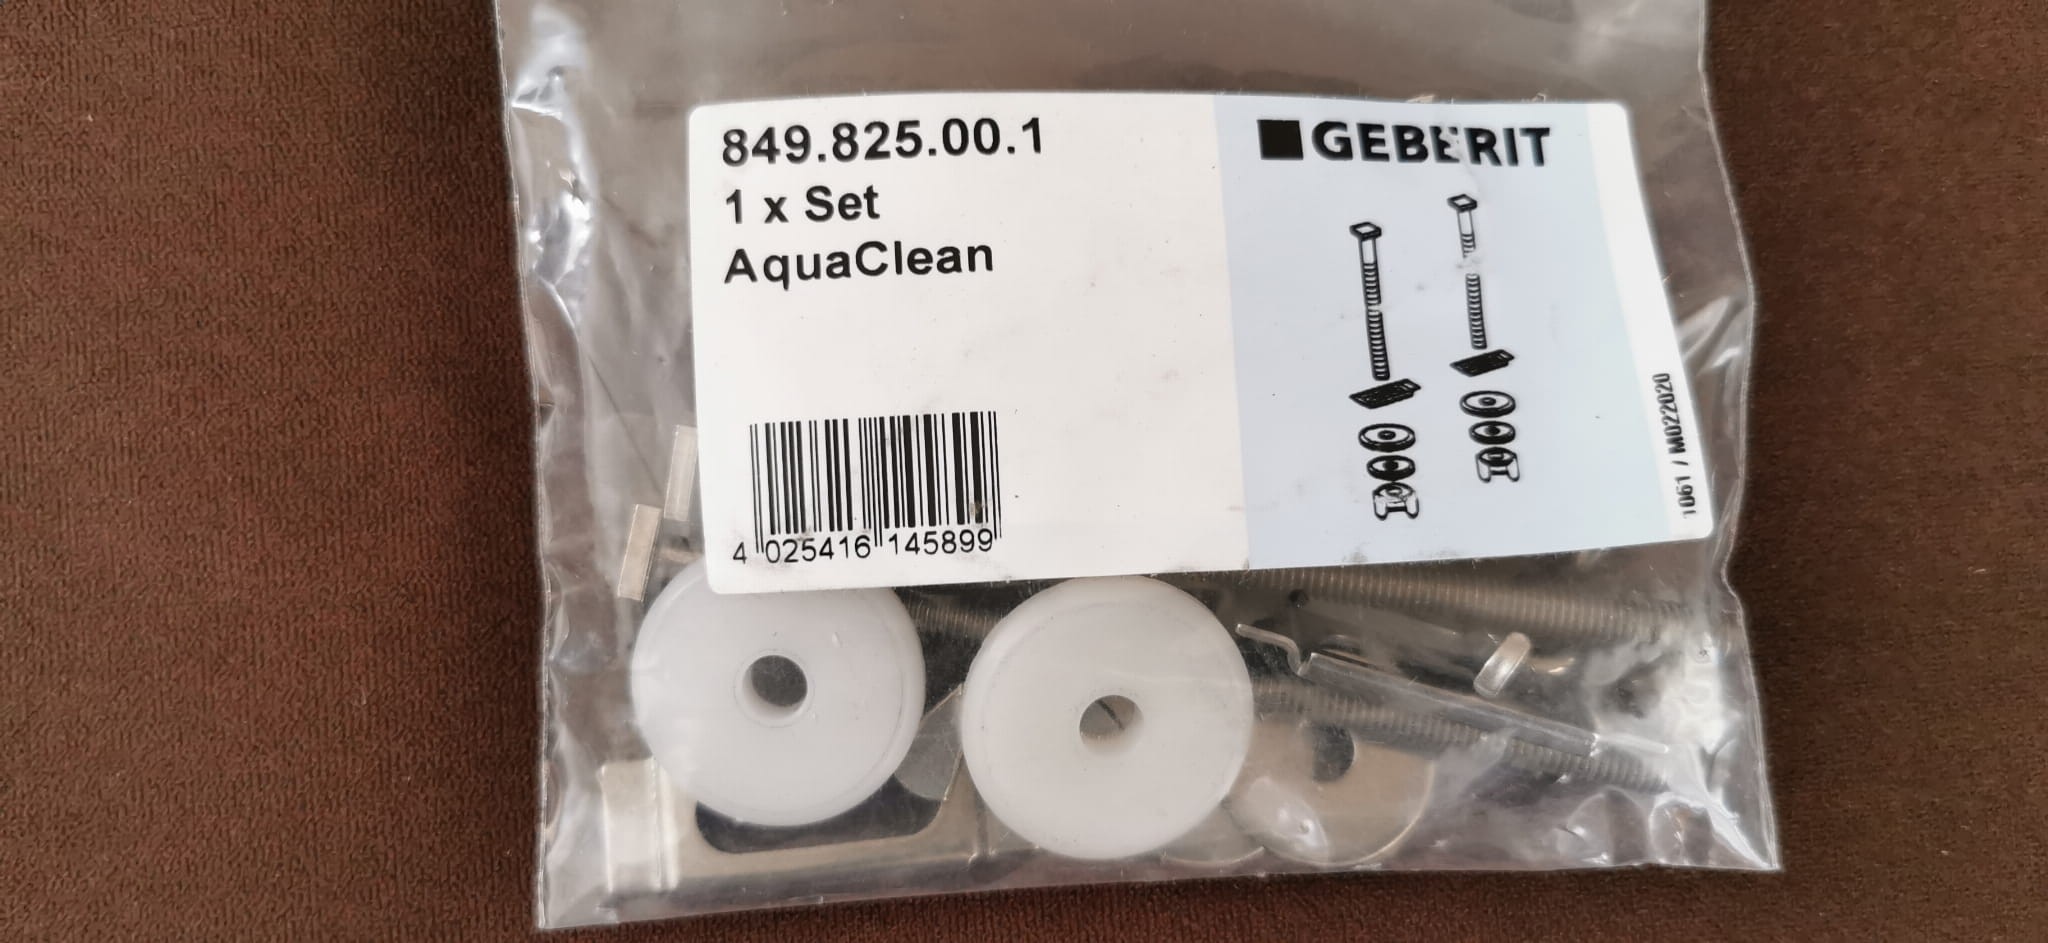 849.825.00.1
1 x Set
AquaClean
GEBERIT
4 025416 145899
1061 / M022020